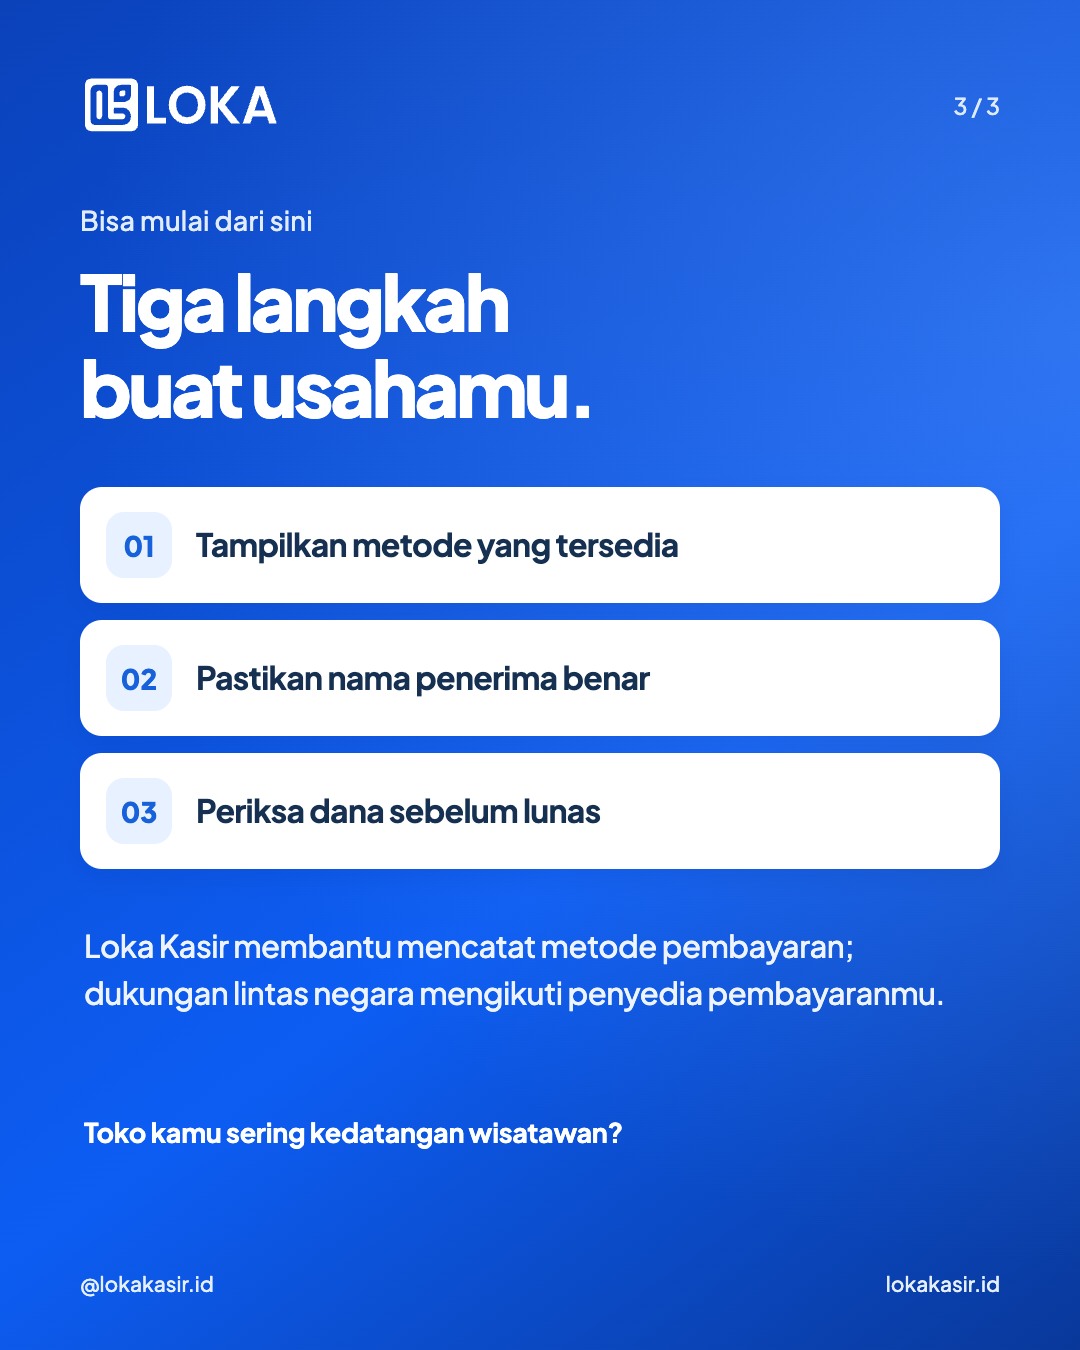 LOKA
3 / 3
Bisa mulai dari sini
Tiga langkah
buat usahamu.
01
Tampilkan metode yang tersedia
02
Pastikan nama penerima benar
03
Periksa dana sebelum lunas
Loka Kasir membantu mencatat metode pembayaran;
dukungan lintas negara mengikuti penyedia pembayaranmu.
Toko kamu sering kedatangan wisatawan?
@lokakasir.id
lokakasir.id